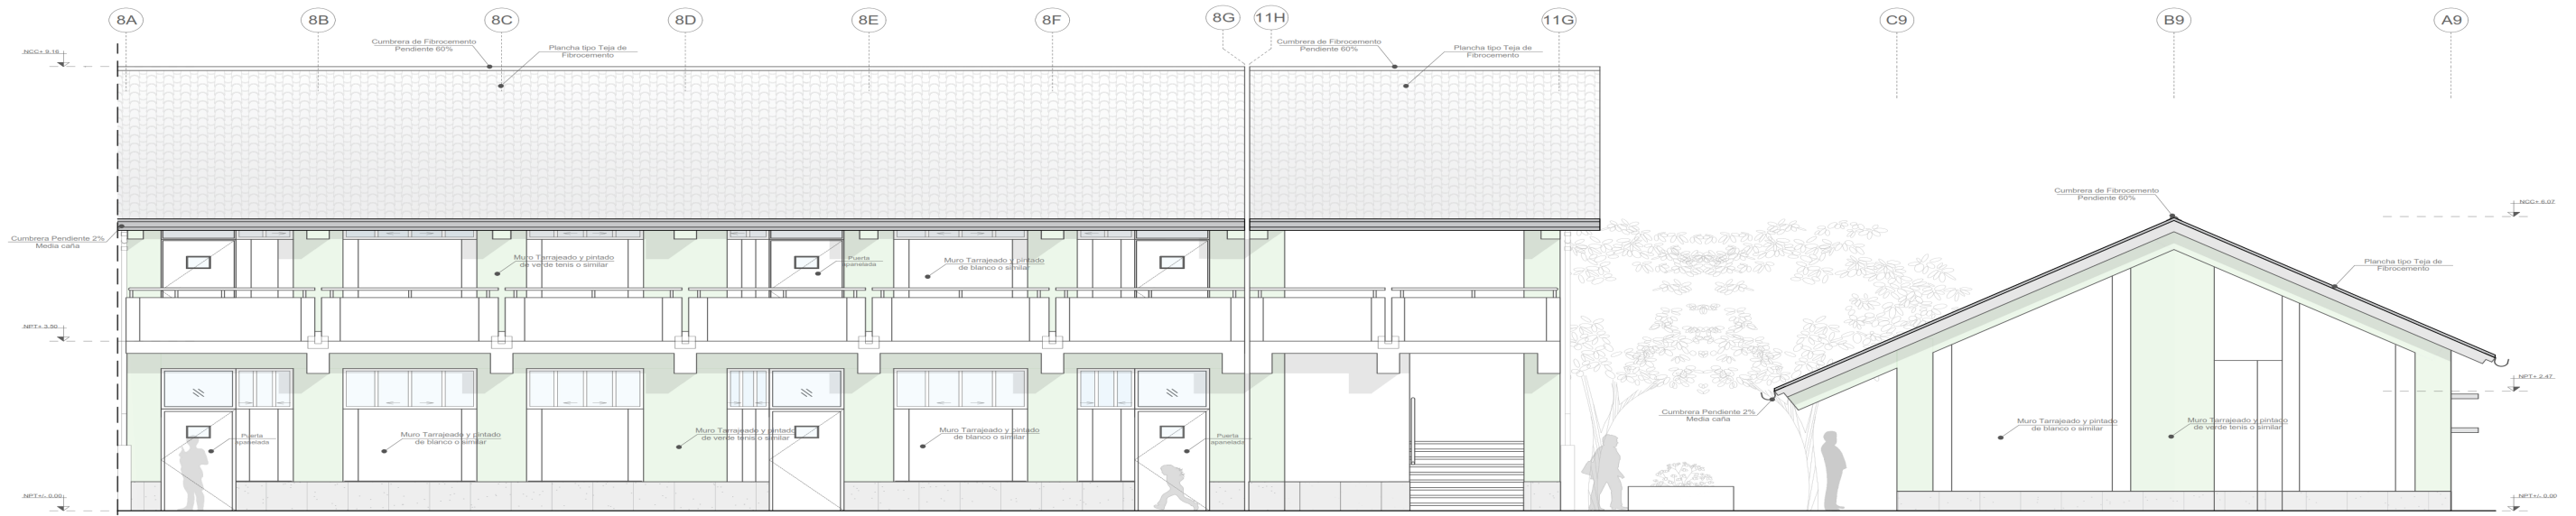 8A
8B
8C
8D
8E
8F
8G
11H
11G
C9
B9
A9
NCC+ 9.16
Cumbrera de Fibrocemento
Pendiente 60%
Plancha tipo Teja de
Fibrocemento
Cumbrera de Fibrocemento
Pendiente 60%
Plancha tipo Teja de
Fibrocemento
Cumbrera de Fibrocemento
Pendiente 60%
NCC+ 6.07
Cumbrera Pendiente 2%
Media caña
Muro Tarrajeado y pintado
de verde tenis o similar
Puerta
apanelada
Muro Tarrajeado y pintado
de blanco o similar
Plancha tipo Teja de
Fibrocemento
NPT+ 3.50
NPT+ 2.47
Cumbrera Pendiente 2%
Media caña
Puerta
apanelada
Muro Tarrajeado y pintado
de blanco o similar
Muro Tarrajeado y pintado
de verde tenis o similar
Muro Tarrajeado y pintado
de blanco o similar
Puerta
apanelada
Muro Tarrajeado y pintado
de blanco o similar
Muro Tarrajeado y pintado
de verde tenis o similar
NPT+/- 0.00
NPT+/- 0.00